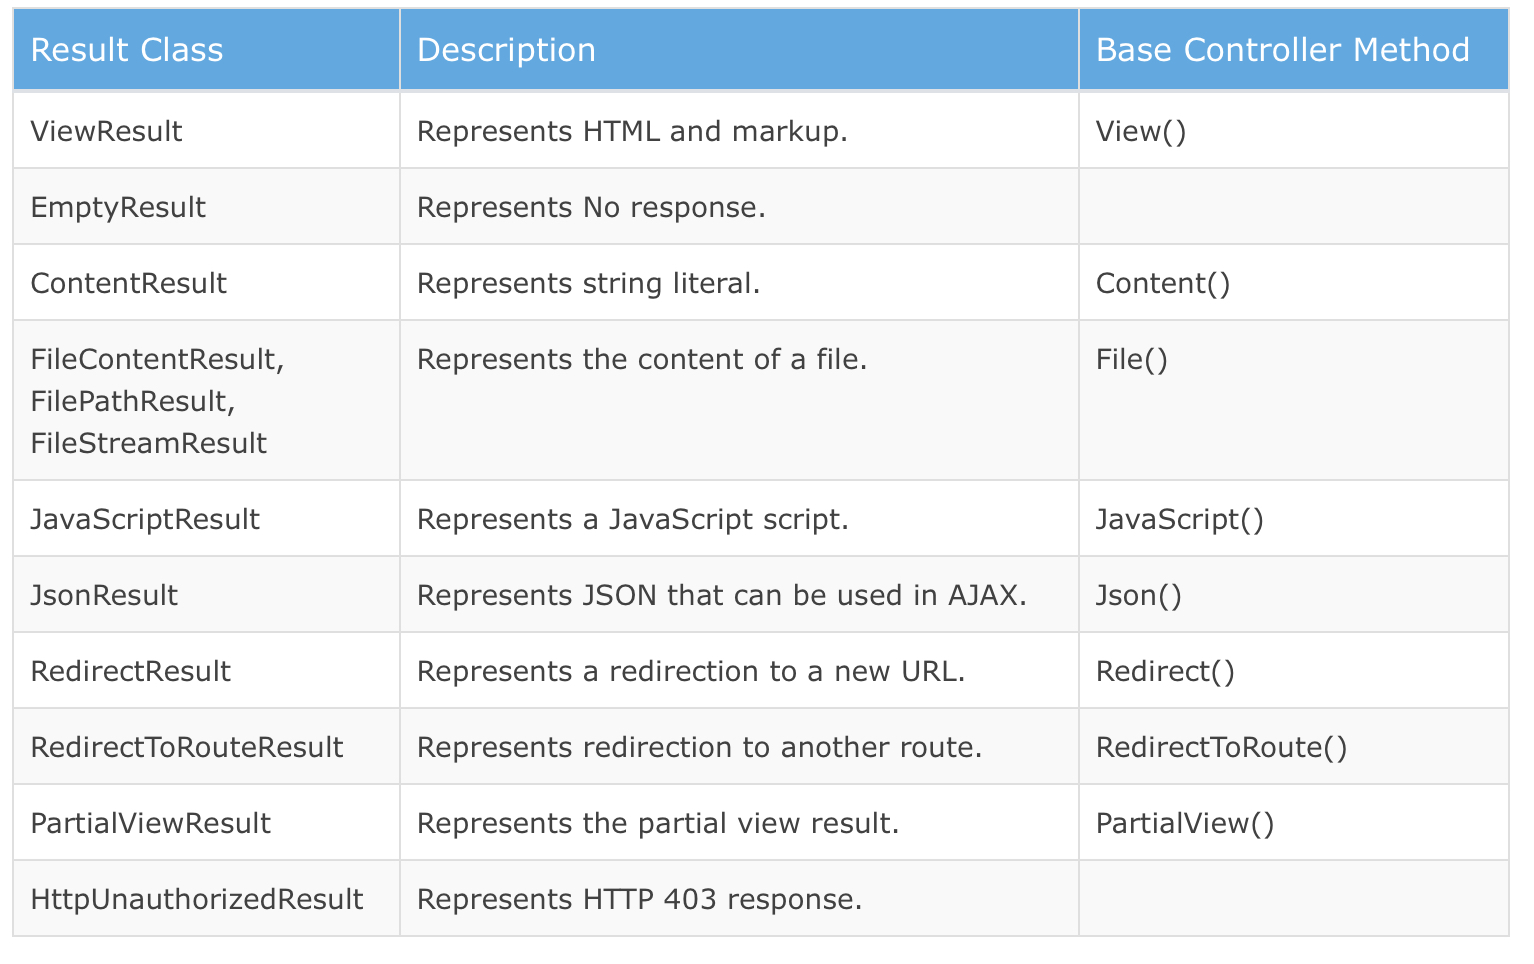 Result Class Description Base Controller Method
ViewResult Represents HTML and markup. View()
EmptyResult Represents No response.
ContentResult Represents string literal. Content()
FileContentResult, Represents the content of a file. File()
FilePathResult,
FileStreamResult
JavaScriptResult Represents a JavaScript script. JavaScript()
JsonResult Represents JSON that can be used in AJAX. Json()
RedirectResult Represents a redirection to a new URL. Redirect()
RedirectToRouteResult Represents redirection to another route. RedirectToRoute()
PartialViewResult Represents the partial view result. PartialView()
HttpUnauthorizedResult Represents HTTP 403 response.